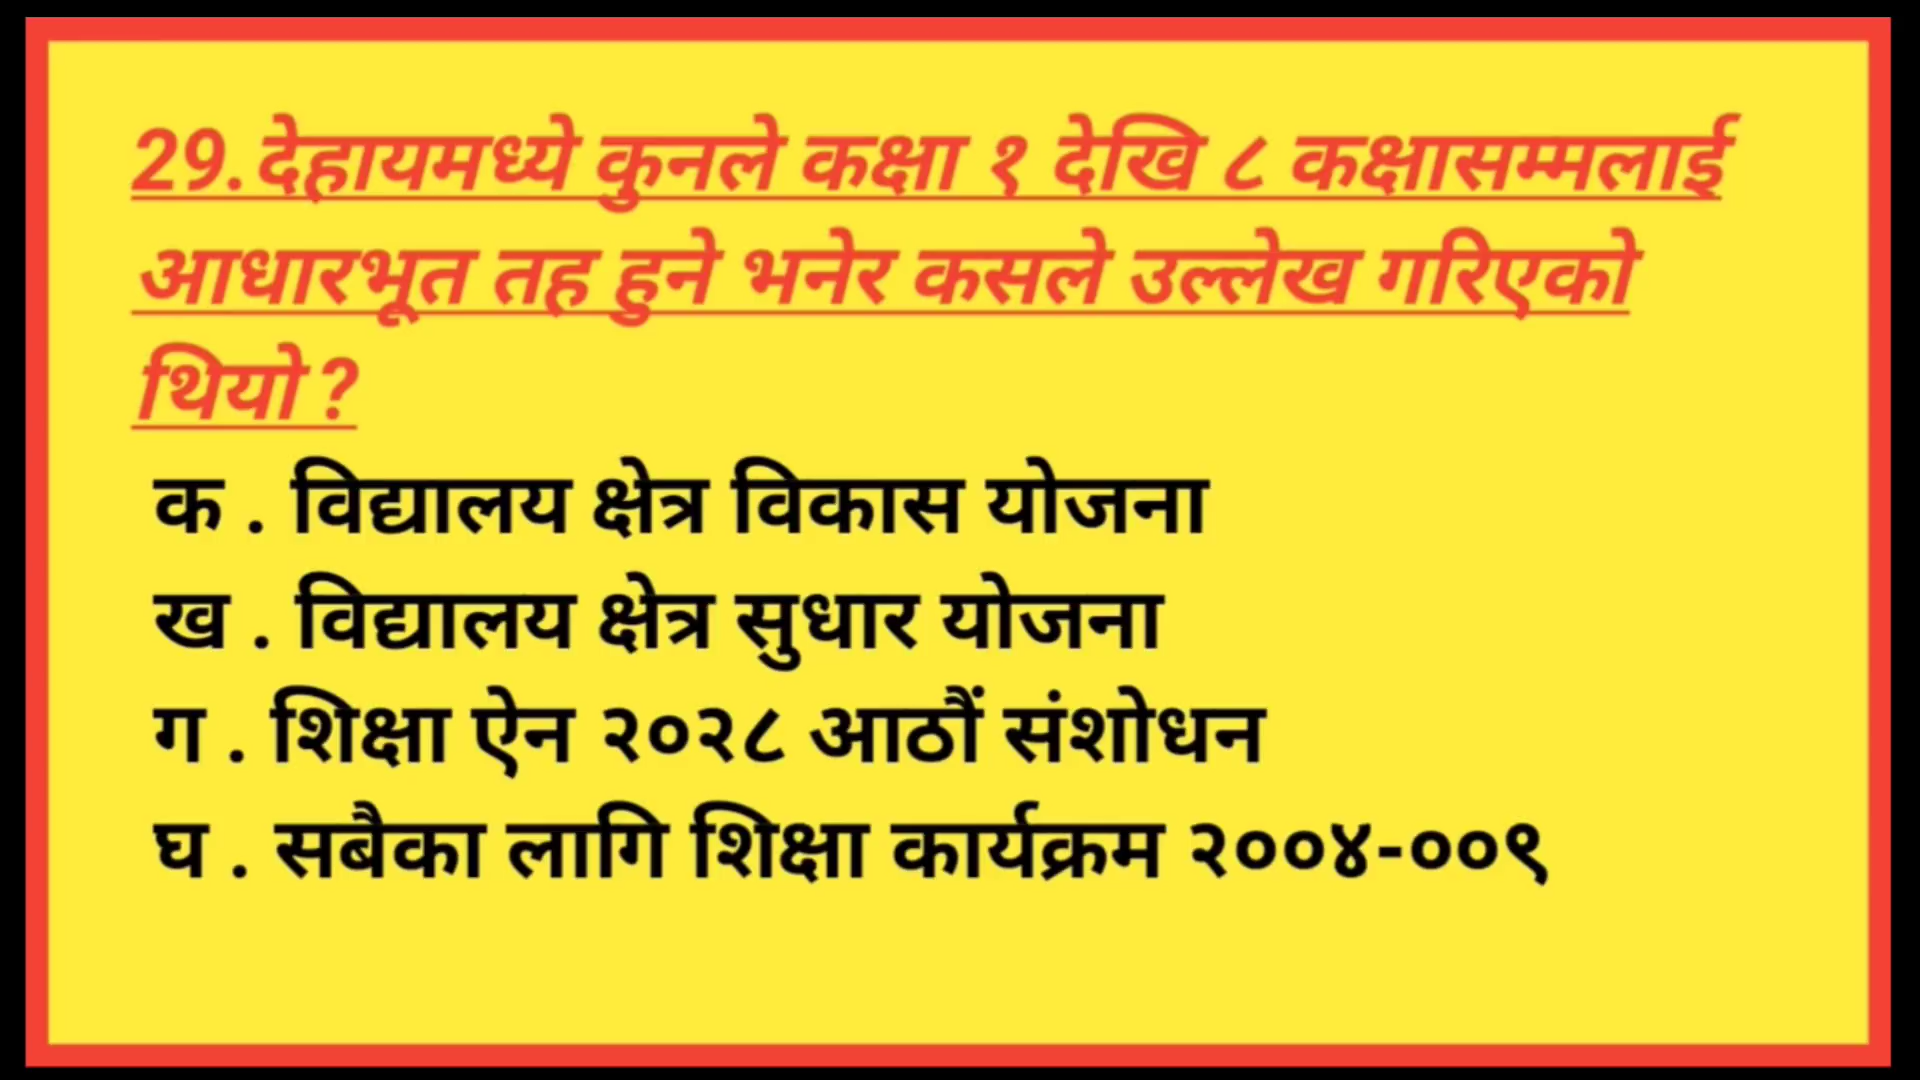 29.देहायमध्ये कुनले कक्षा १ देखि ८ कक्षासम्मलाई
आधारभूत तह हुने भनेर कसले उल्लेख गरिएको
थियो ?
क . विद्यालय क्षेत्र विकास योजना
ख . विद्यालय क्षेत्र सुधार योजना
ग . शिक्षा ऐन २०२८ आठौं संशोधन
घ . सबैका लागि शिक्षा कार्यक्रम २००४-००९